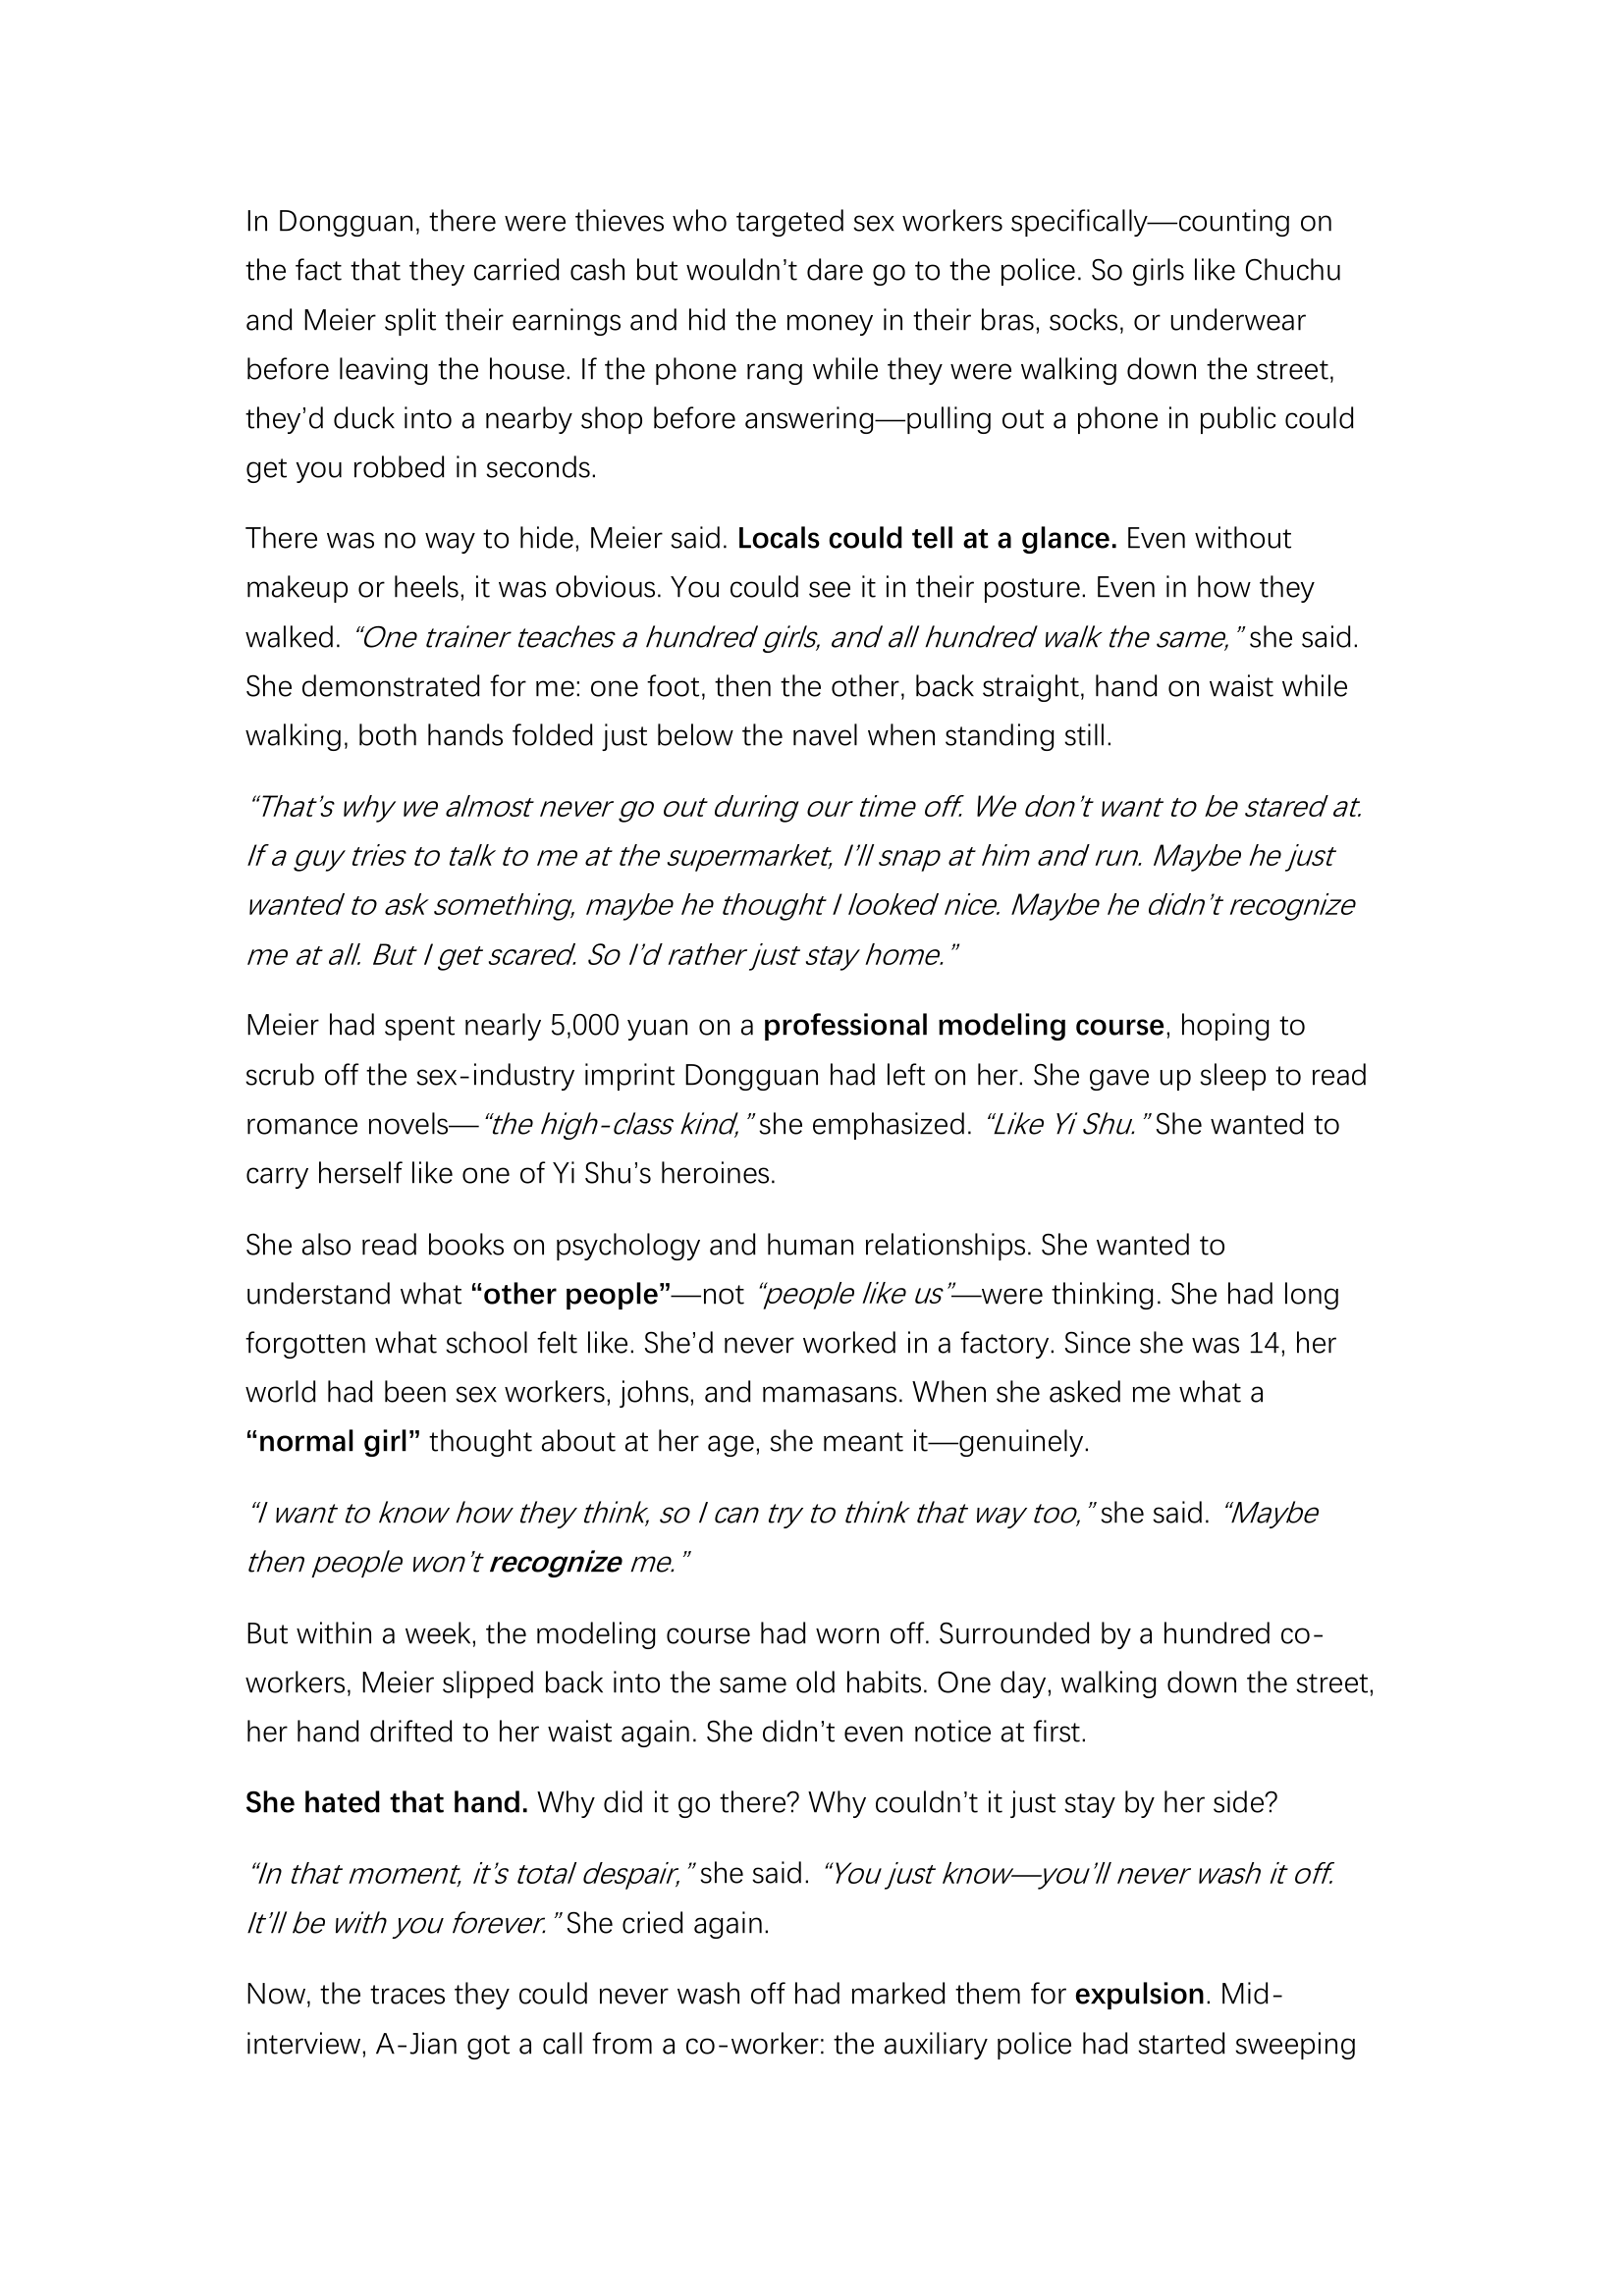 In Dongguan, there were thieves who targeted sex workers specifically—counting on
the fact that they carried cash but wouldn’t dare go to the police. So girls like Chuchu
and Meier split their earnings and hid the money in their bras, socks, or underwear
before leaving the house. If the phone rang while they were walking down the street,
they’d duck into a nearby shop before answering—pulling out a phone in public could
get you robbed in seconds.
There was no way to hide, Meier said. Locals could tell at a glance. Even without
makeup or heels, it was obvious. You could see it in their posture. Even in how they
walked. “One trainer teaches a hundred girls, and all hundred walk the same,” she said.
She demonstrated for me: one foot, then the other, back straight, hand on waist while
walking, both hands folded just below the navel when standing still.
“That’s why we almost never go out during our time off. We don’t want to be stared at.
If a guy tries to talk to me at the supermarket, I’ll snap at him and run. Maybe he just
wanted to ask something, maybe he thought I looked nice. Maybe he didn’t recognize
me at all. But I get scared. So I’d rather just stay home.”
Meier had spent nearly 5,000 yuan on a professional modeling course, hoping to
scrub off the sex-industry imprint Dongguan had left on her. She gave up sleep to read
romance novels—“the high-class kind,” she emphasized. “Like Yi Shu.” She wanted to
carry herself like one of Yi Shu’s heroines.
She also read books on psychology and human relationships. She wanted to
understand what “other people”—not “people like us”—were thinking. She had long
forgotten what school felt like. She’d never worked in a factory. Since she was 14, her
world had been sex workers, johns, and mamasans. When she asked me what a
“normal girl” thought about at her age, she meant it—genuinely.
“I want to know how they think, so I can try to think that way too,” she said. “Maybe
then people won’t recognize me.”
But within a week, the modeling course had worn off. Surrounded by a hundred co-
workers, Meier slipped back into the same old habits. One day, walking down the street,
her hand drifted to her waist again. She didn’t even notice at first.
She hated that hand. Why did it go there? Why couldn’t it just stay by her side?
“In that moment, it’s total despair,” she said. “You just know—you’ll never wash it off.
It’ll be with you forever.” She cried again.
Now, the traces they could never wash off had marked them for expulsion. Mid-
interview, A-Jian got a call from a co-worker: the auxiliary police had started sweeping